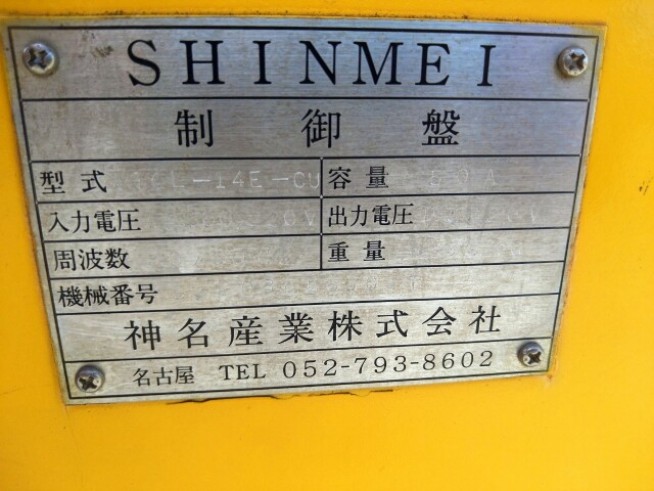 SHINMEI
制御盤
型式 -14E-CU 容量
入力電圧 出力電圧
周波数 重量
機械番号
神名産業株式会社
名古屋 TEL 052-793-8602